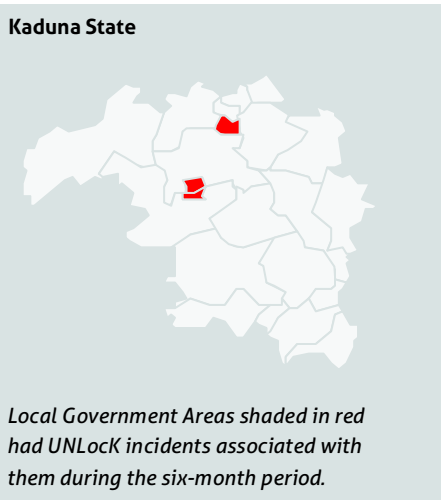 Kaduna State
Local Government Areas shaded in red
had UNLocK incidents associated with
them during the six-month period.